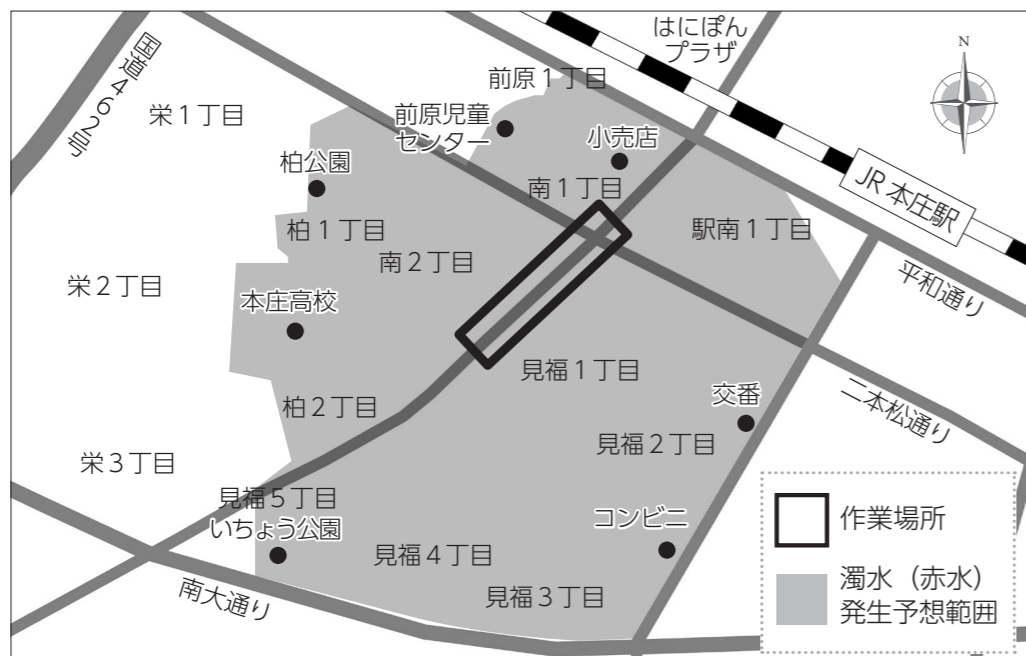 はにぽん
プラザ
N
国道462号
前原1丁目
栄1丁目
前原児童
センター
小売店
柏公園
南1丁目
JR本庄駅
柏1丁目
駅南1丁目
南2丁目
栄2丁目
平和通り
本庄高校
見福1丁目
二本松通り
交番
柏2丁目
見福2丁目
栄3丁目
見福5丁目
いちょう公園
コンビニ
作業場所
見福4丁目
南大通り
見福3丁目
濁水（赤水）
発生予想範囲